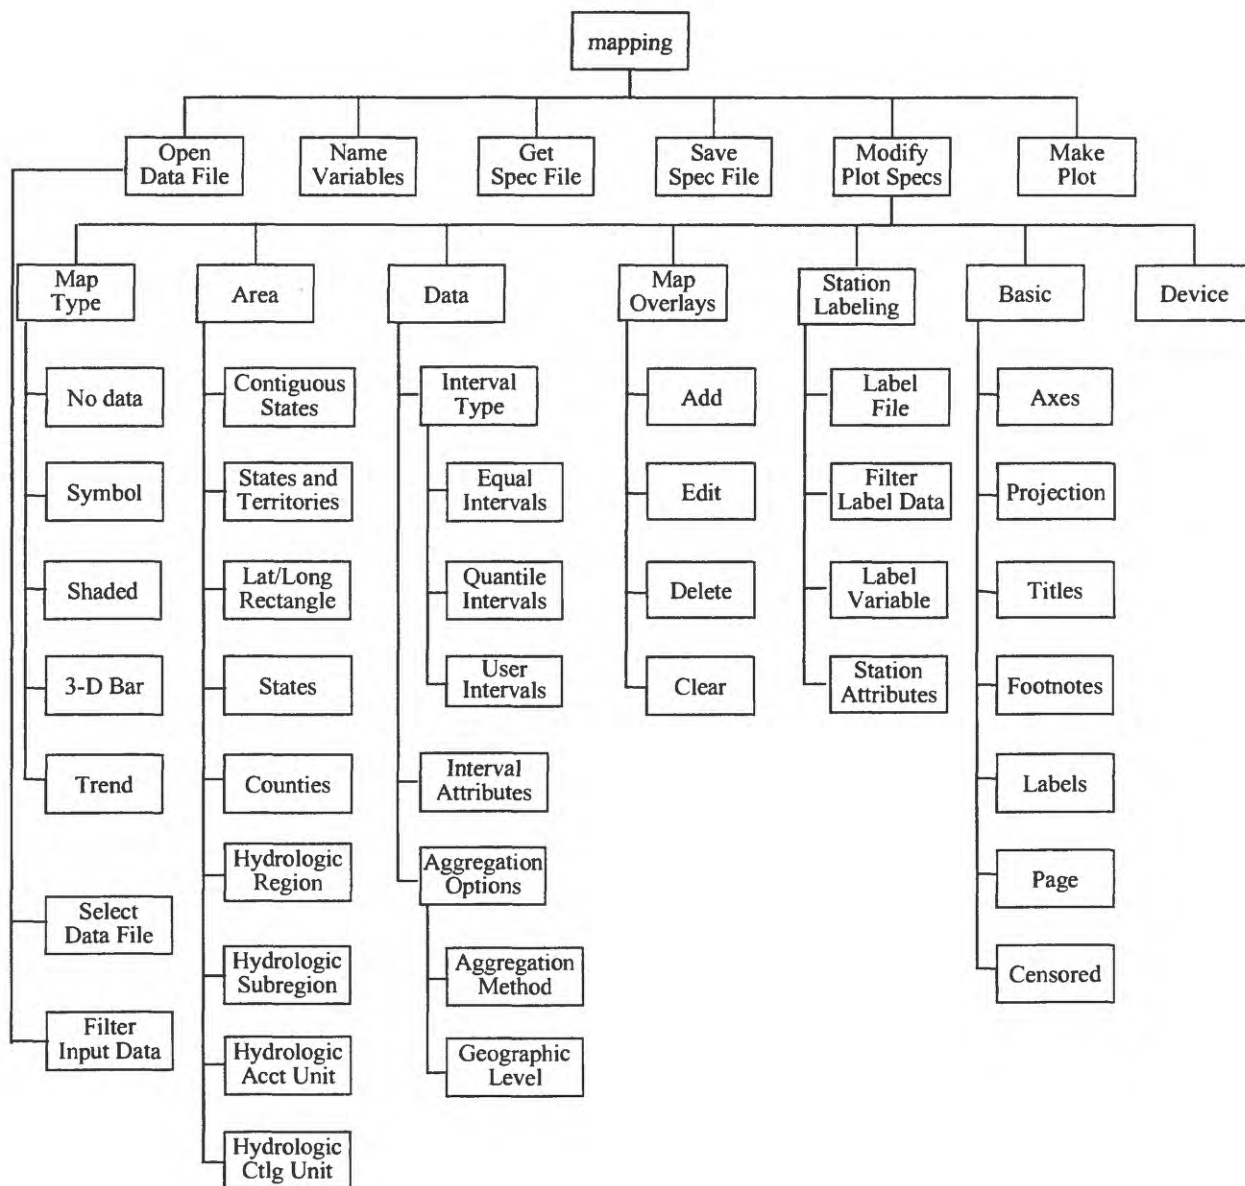 mapping
Open
Data File
Name
Variables
Get
Spec File
Save
Spec File
Modify
Plot Specs
Make
Plot
Map
Type
Area
Data
Map
Overlays
Station
Labeling
Basic
Device
No data
Symbol
Shaded
3-D Bar
Trend
Select
Data File
Filter
Input Data
Contiguous
States
States and
Territories
Lat/Long
Rectangle
States
Counties
Hydrologic
Region
Hydrologic
Subregion
Hydrologic
Acct Unit
Hydrologic
Ctlg Unit
Interval
Type
Equal
Intervals
Quantile
Intervals
User
Intervals
Interval
Attributes
Aggregation
Options
Aggregation
Method
Geographic
Level
Add
Edit
Delete
Clear
Label
File
Filter
Label Data
Label
Variable
Station
Attributes
Axes
Projection
Titles
Footnotes
Labels
Page
Censored